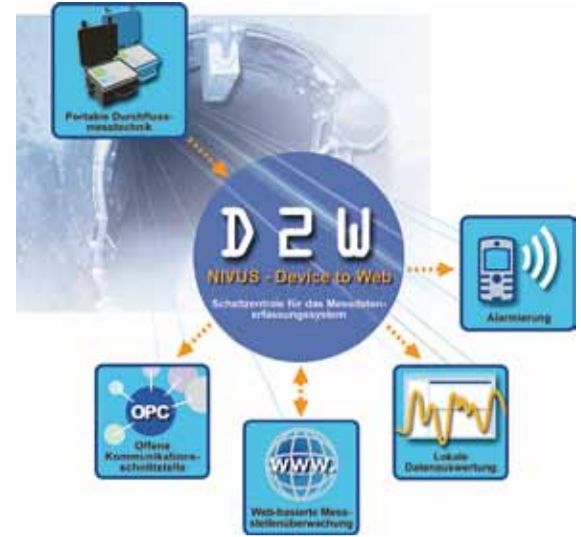 Portable Durchfluss-
messtechnik
D2W
NIVUS - Device to Web
Schaltzentrale für das Messdaten-
erfassungssystem
Alarmierung
OPC
Offene
Kommunikations-
schnittstelle
www.
Web-basierte Mess-
stellenüberwachung
Lokale
Datenauswertung